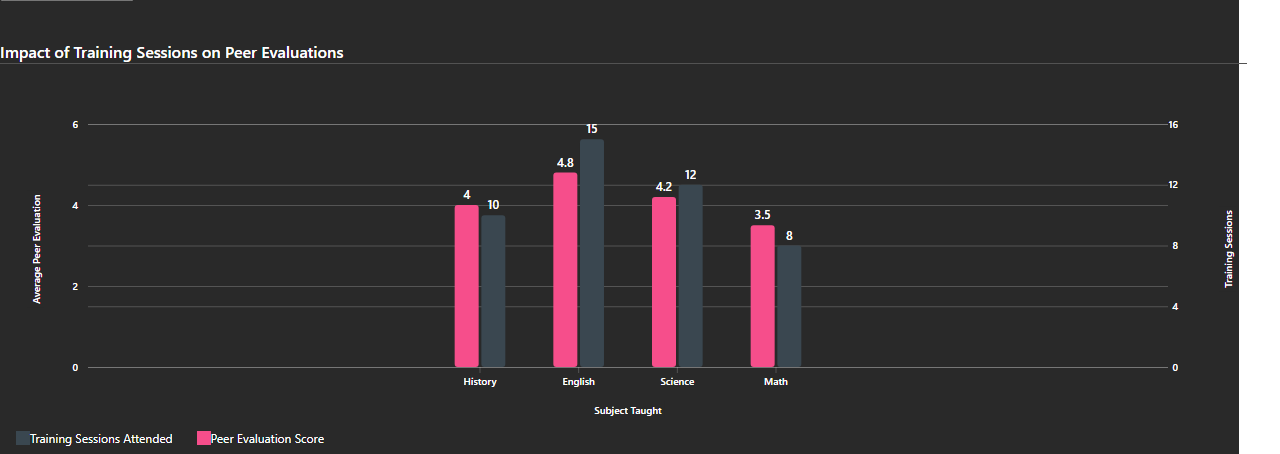 Impact of Training Sessions on Peer Evaluations
6
4
2
0
Average Peer Evaluation
16
12
8
4
0
Training Sessions
4
10
4.8
15
4.2
12
3.5
8
History
English
Science
Math
Subject Taught
Training Sessions Attended
Peer Evaluation Score